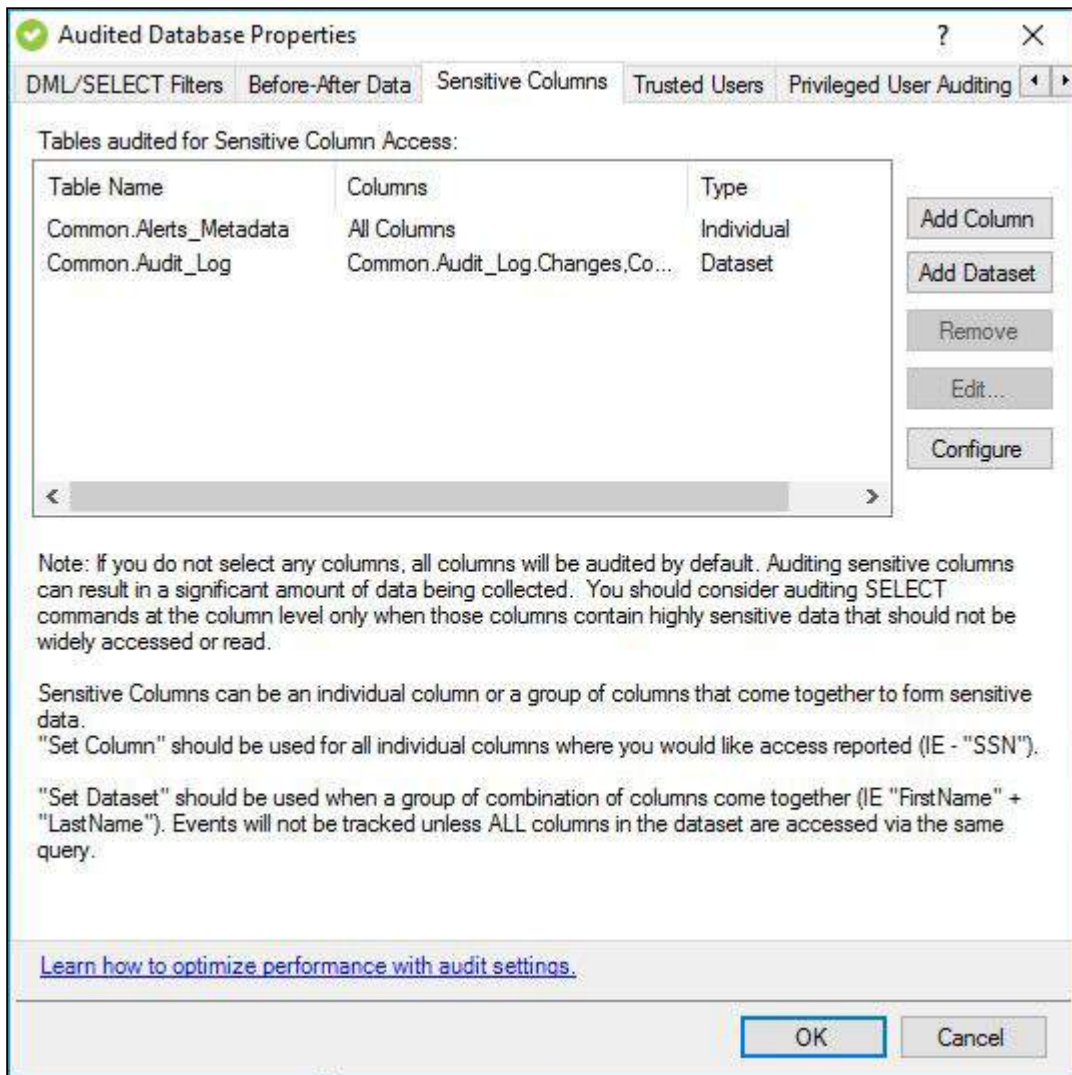 Audited Database Properties
?
DML/SELECT Filters Before-After Data Sensitive Columns Trusted Users Privileged User Auditing
Tables audited for Sensitive Column Access:
Table Name Columns Type
Common.Alerts_Metadata All Columns Individual
Common.Audit_Log Common.Audit_Log.Changes,Co... Dataset
Add Column
Add Dataset
Remove
Edit...
Configure
Note: If you do not select any columns, all columns will be audited by default. Auditing sensitive columns
can result in a significant amount of data being collected. You should consider auditing SELECT
commands at the column level only when those columns contain highly sensitive data that should not be
widely accessed or read.
Sensitive Columns can be an individual column or a group of columns that come together to form sensitive
data.
"Set Column" should be used for all individual columns where you would like access reported (IE - "SSN").
"Set Dataset" should be used when a group of combination of columns come together (IE "FirstName" +
"LastName"). Events will not be tracked unless ALL columns in the dataset are accessed via the same
query.
Learn how to optimize performance with audit settings.
OK Cancel